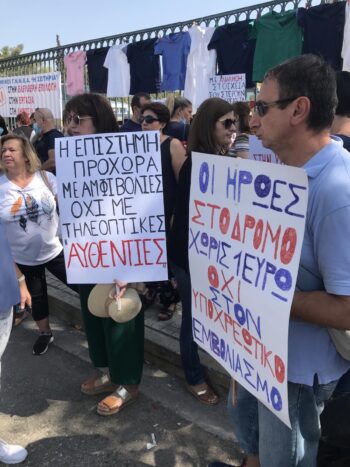 Η ΕΠΙΣΤΗΜΗ
ΠΡΟΧΩΡΑ
ΜΕ ΑΜΦΙΒΟΛΙΕΣ
ΟΧΙ ΜΕ
ΤΗΛΕΟΠΤΙΚΕΣ
ΑΥΘΕΝΤΙΕΣ
ΟΙ ΗΡΩΕΣ
ΣΤΟ ΔΡΟΜΟ
ΧΩΡΙΣ 1 ΕΥΡΩ
ΟΧΙ
ΣΤΟΝ
ΥΠΟΧΡΕΩΤΙΚΟ
ΕΜΒΟΛΙΑΣΜΟ